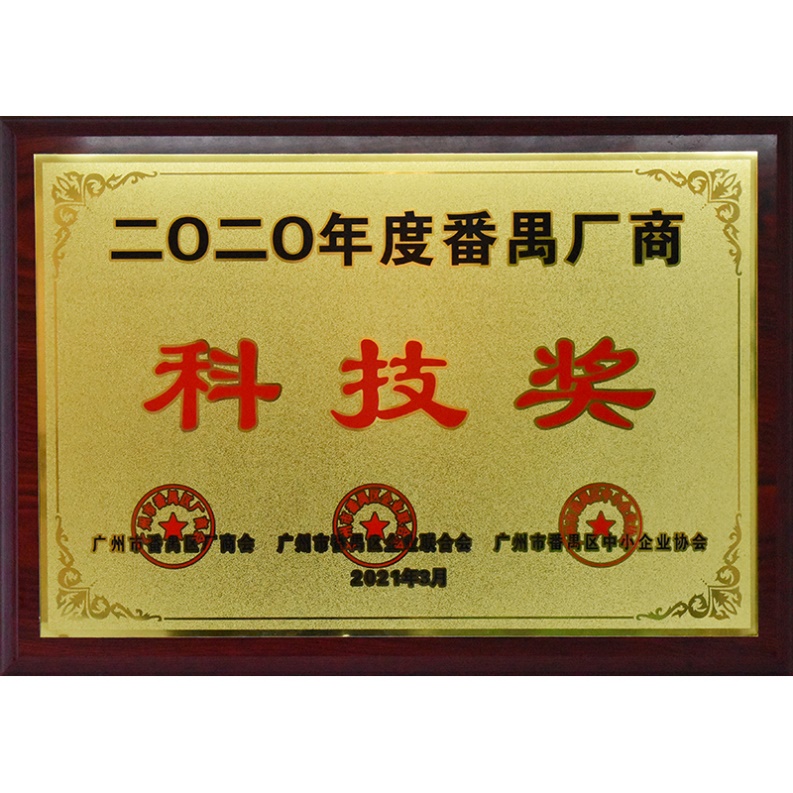 二〇二〇年度番禺厂商
科技奖
广州市番禺区厂商会 广州市番禺区企业联合会 广州市番禺区中小企业协会
2021年3月